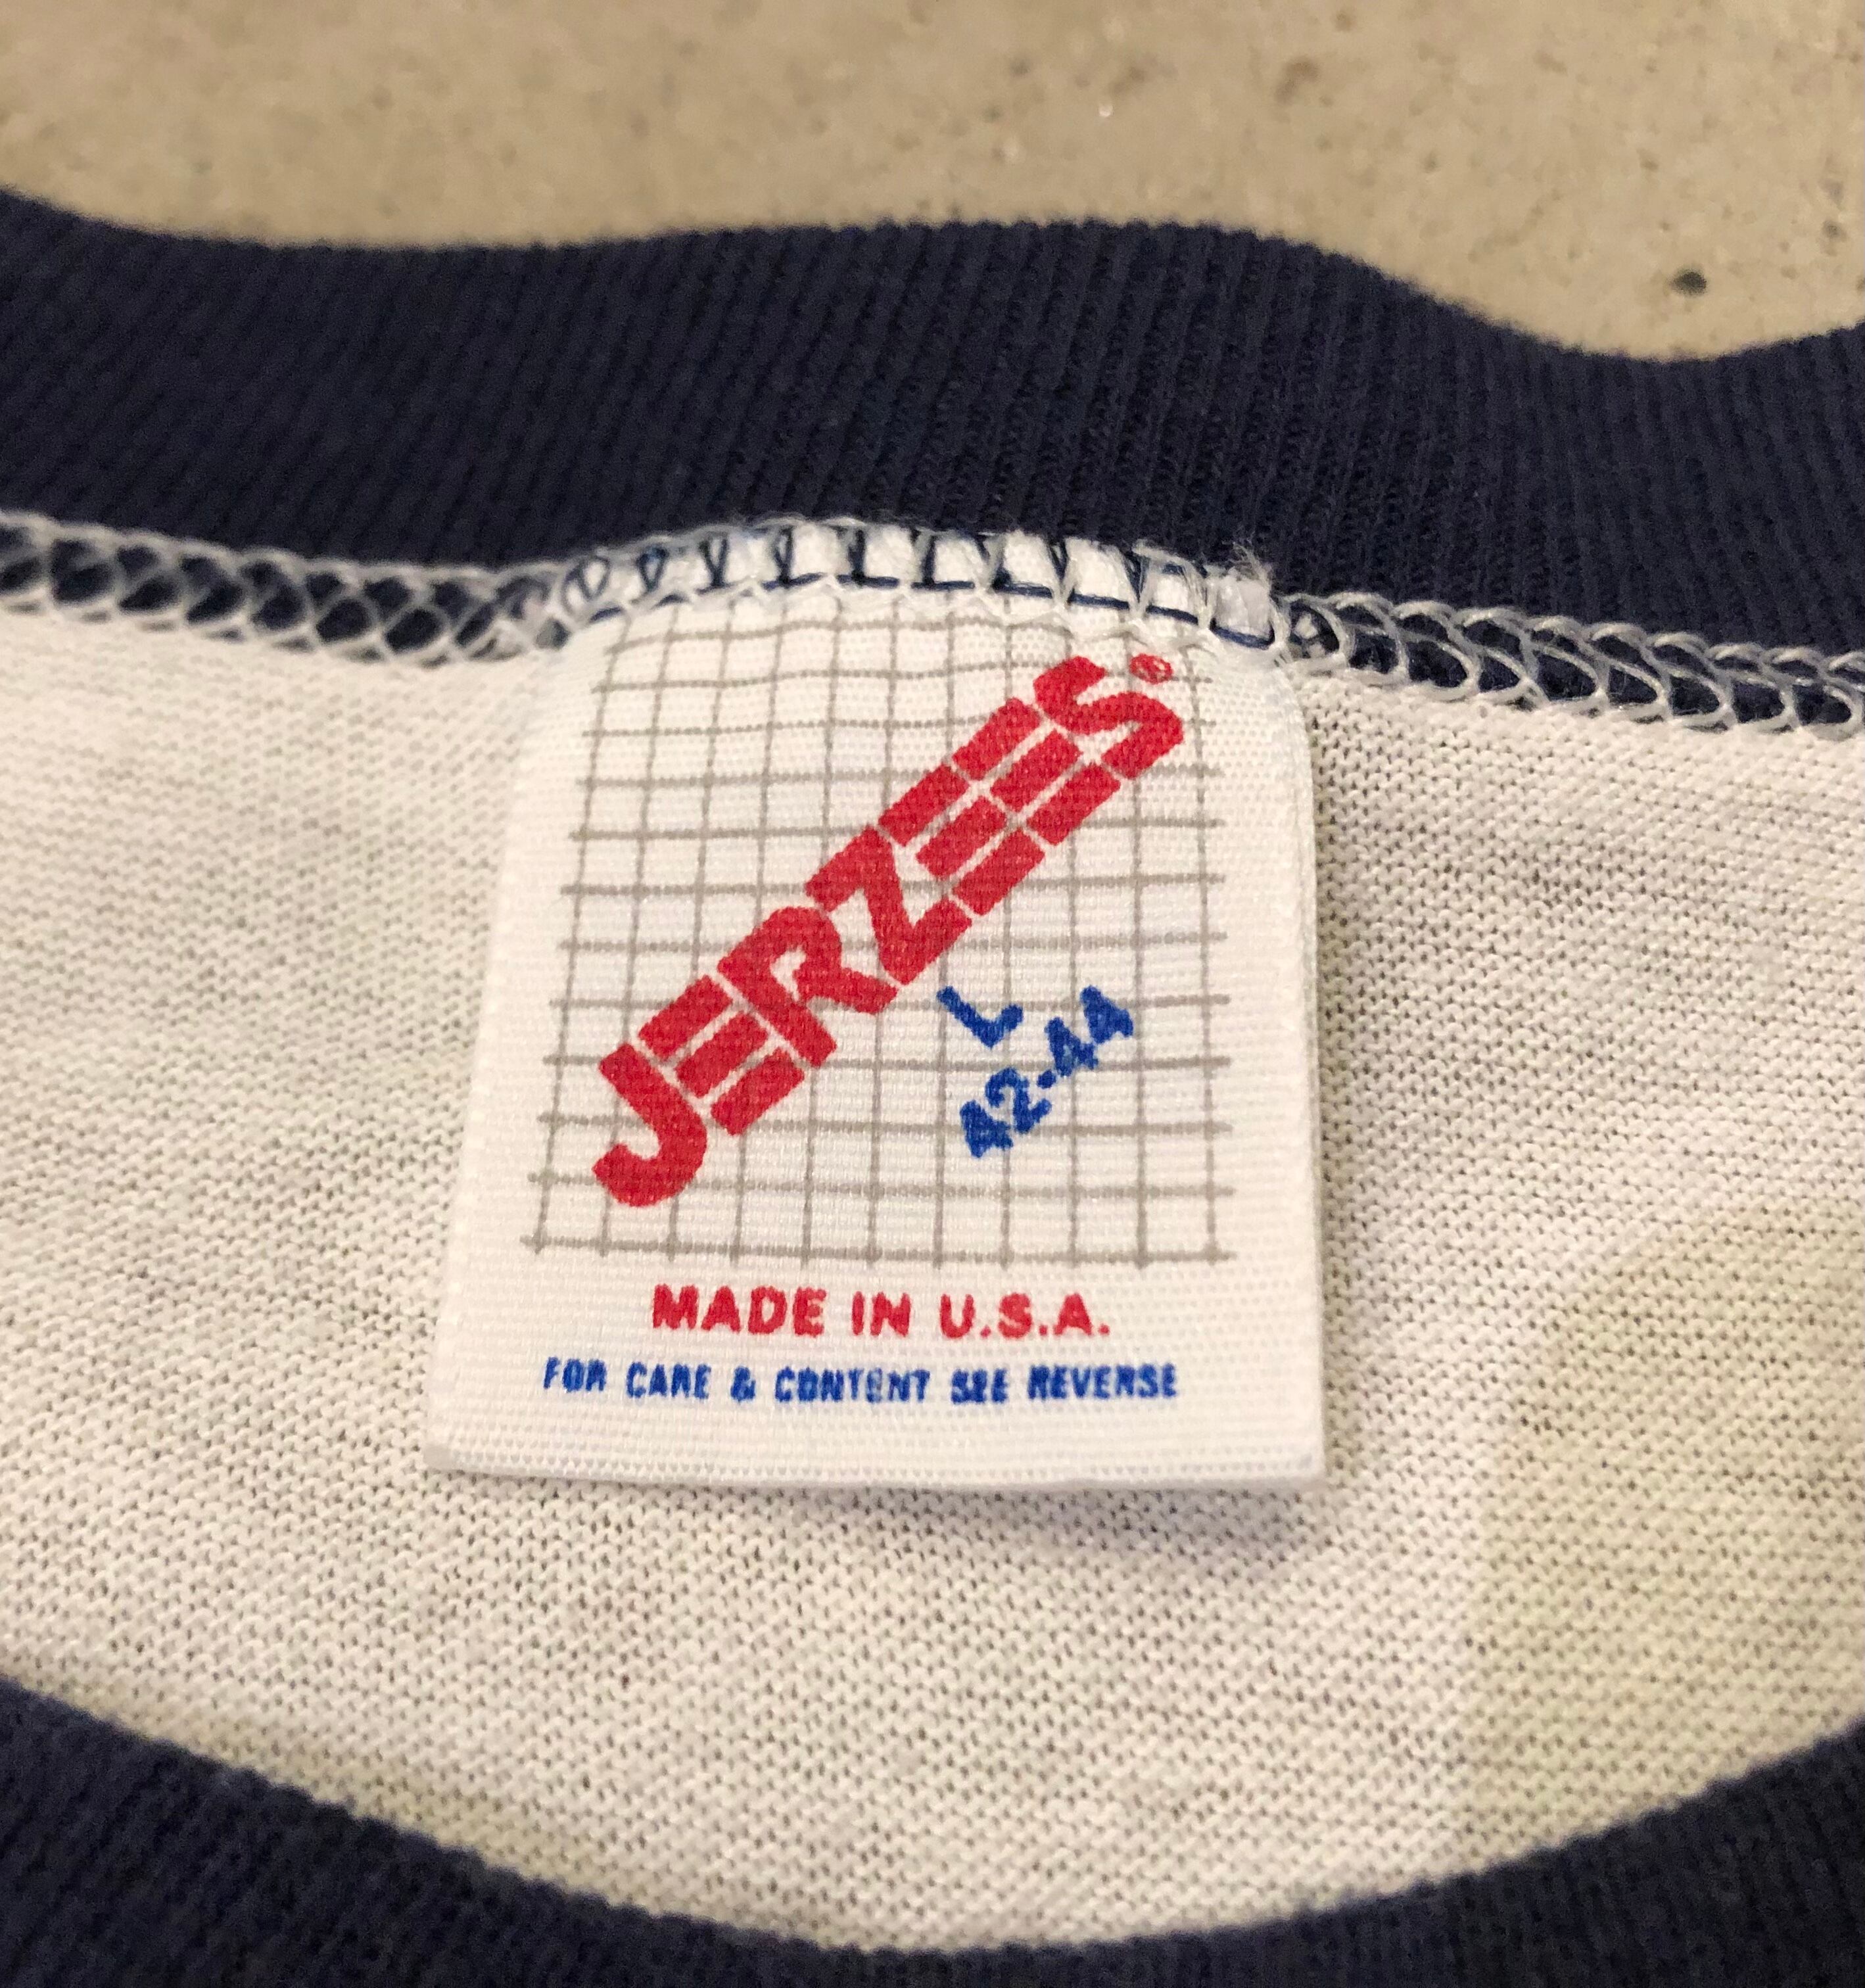 JERZEES®
L
42-44
MADE IN U.S.A.
FOR CARE & CONTENT SEE REVERSE